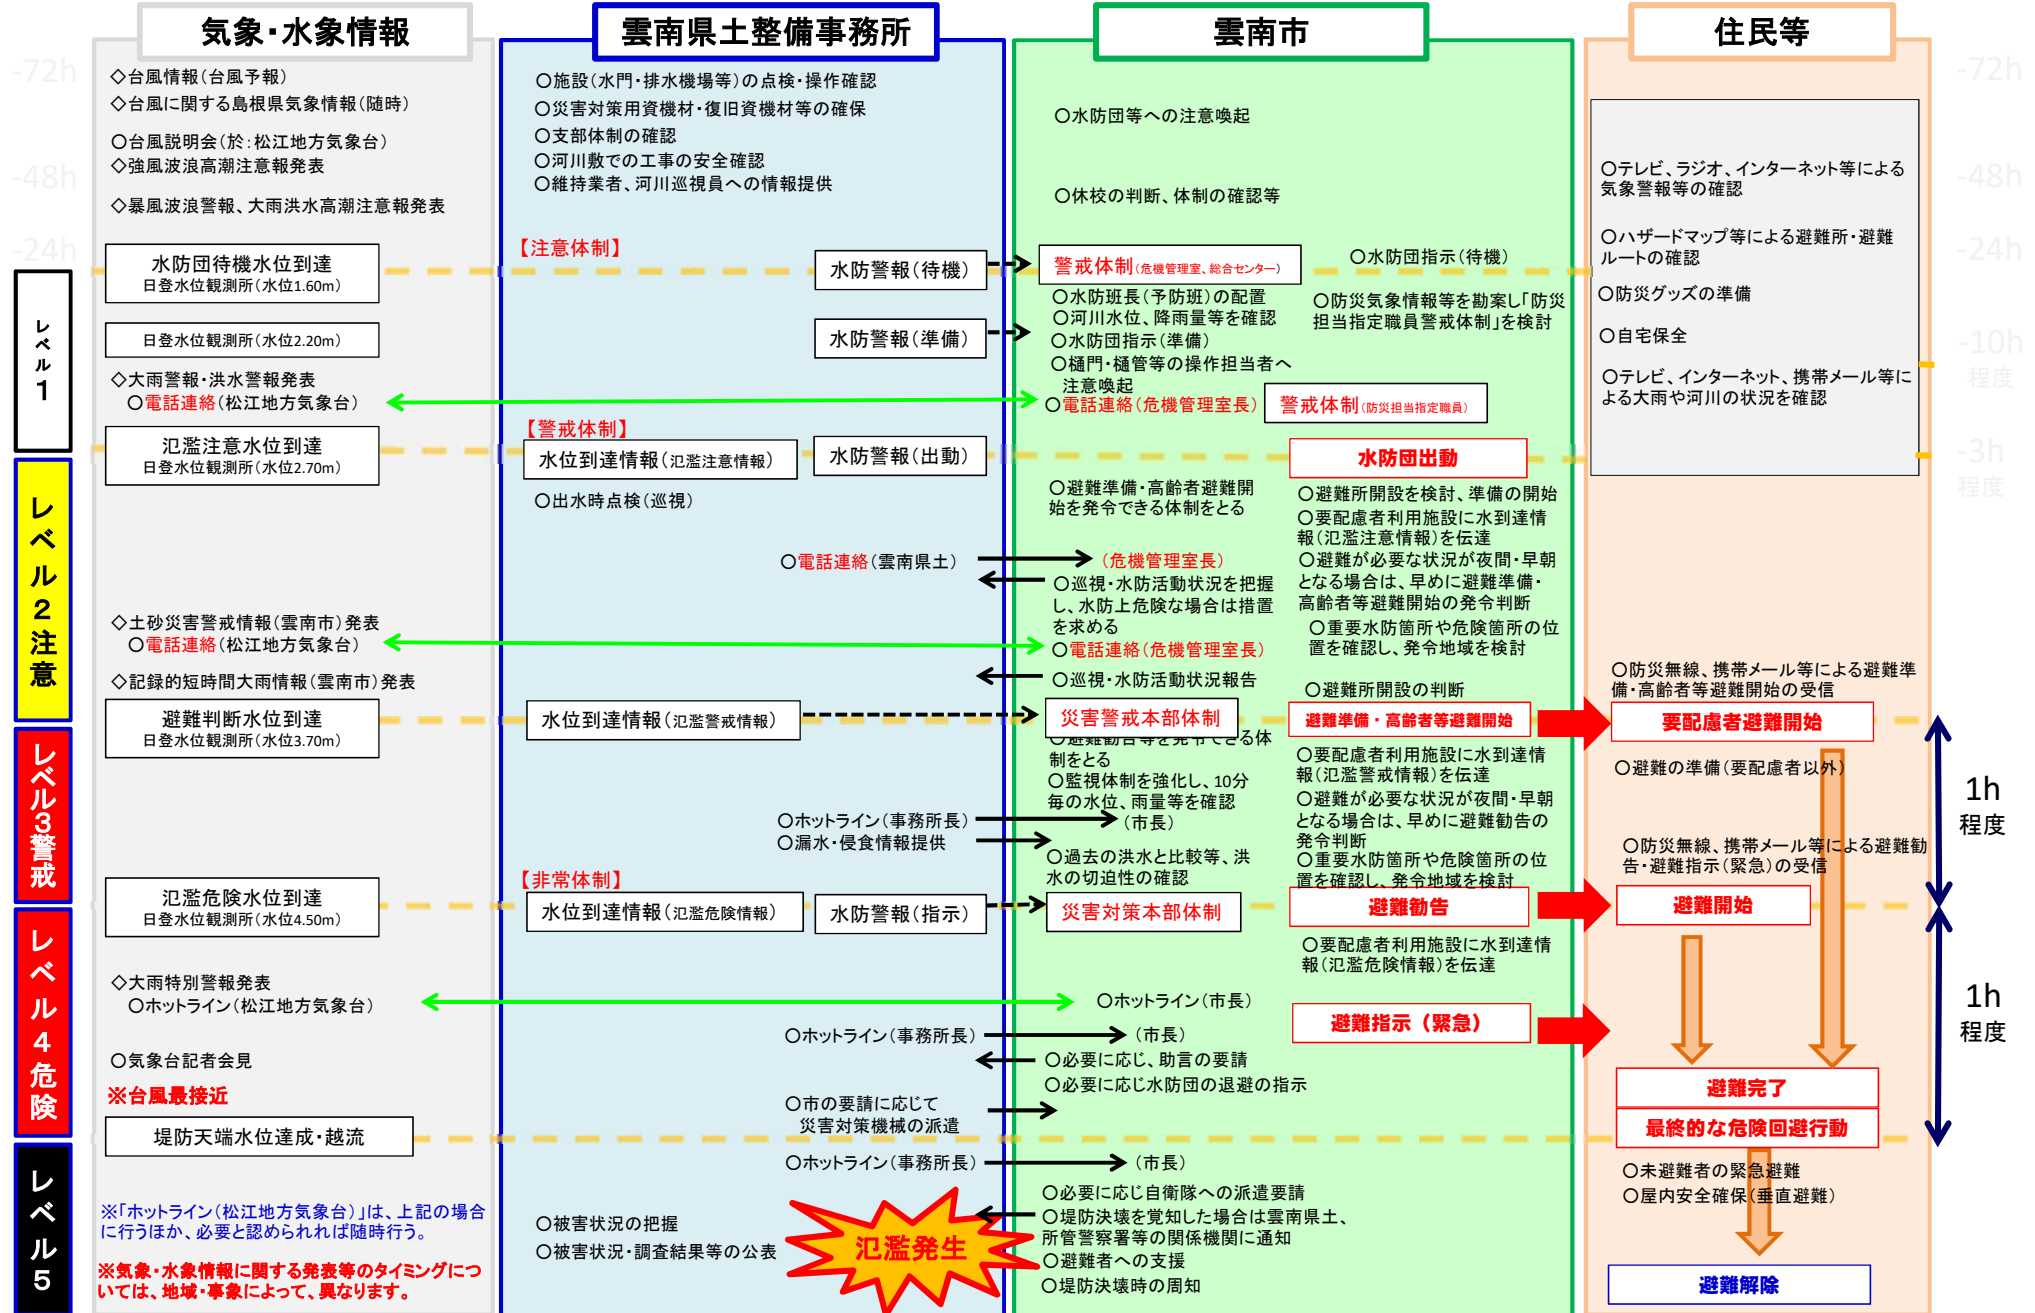 気象・水象情報
雲南県土整備事務所
雲南市
住民等
-72h
-48h
-24h
レベル1
レベル2注意
レベル3警戒
レベル4危険
レベル5
◇台風情報(台風予報)
◇台風に関する島根県気象情報(随時)
○台風説明会(於:松江地方気象台)
◇強風波浪高潮注意報発表
◇暴風波浪警報、大雨洪水高潮注意報発表
水防団待機水位到達
日登水位観測所(水位1.60m)
日登水位観測所(水位2.20m)
◇大雨警報・洪水警報発表
○電話連絡(松江地方気象台)
氾濫注意水位到達
日登水位観測所(水位2.70m)
◇土砂災害警戒情報(雲南市)発表
○電話連絡(松江地方気象台)
◇記録的短時間大雨情報(雲南市)発表
避難判断水位到達
日登水位観測所(水位3.70m)
氾濫危険水位到達
日登水位観測所(水位4.50m)
◇大雨特別警報発表
○ホットライン(松江地方気象台)
○気象台記者会見
※台風最接近
堤防天端水位達成・越流
※「ホットライン(松江地方気象台)」は、上記の場合
に行うほか、必要と認められれば随時行う。
※気象・水象情報に関する発表等のタイミングにつ
いては、地域・事象によって、異なります。
○施設(水門・排水機場等)の点検・操作確認
○災害対策用資機材・復旧資機材等の確保
○支部体制の確認
○河川敷での工事の安全確認
○維持業者、河川巡視員への情報提供
【注意体制】
水防警報(待機)
水防警報(準備)
【警戒体制】
水位到達情報(氾濫注意情報)
水防警報(出動)
○出水時点検(巡視)
○電話連絡(雲南県土)
水位到達情報(氾濫警戒情報)
○ホットライン(事務所長)
○漏水・侵食情報提供
【非常体制】
水位到達情報(氾濫危険情報)
水防警報(指示)
○ホットライン(事務所長)
○市の要請に応じて
災害対策機械の派遣
○ホットライン(事務所長)
○被害状況の把握
○被害状況・調査結果等の公表
氾濫発生
○水防団等への注意喚起
○休校の判断、体制の確認等
警戒体制(危機管理室、総合センター)
○水防団指示(待機)
○水防班長(予防班)の配置
○河川水位、降雨量等を確認
○水防団指示(準備)
○樋門・樋管等の操作担当者へ
注意喚起
○防災気象情報等を勘案し「防災
担当指定職員警戒体制」を検討
○電話連絡(危機管理室長)
警戒体制(防災担当指定職員)
水防団出動
○避難準備・高齢者避難開
始を発令できる体制をとる
(危機管理室長)
○巡視・水防活動状況を把握
し、水防上危険な場合は措置
を求める
○電話連絡(危機管理室長)
○巡視・水防活動状況報告
○避難所開設を検討、準備の開始
○要配慮者利用施設に水到達情
報(氾濫注意情報)を伝達
○避難が必要な状況が夜間・早朝
となる場合は、早めに避難準備・
高齢者等避難開始の発令判断
○重要水防箇所や危険箇所の位
置を確認し、発令地域を検討
○避難所開設の判断
災害警戒本部体制
避難準備・高齢者等避難開始
○避難勧告等を発令できる体
制をとる
○監視体制を強化し、10分
毎の水位、雨量等を確認
(市長)
○過去の洪水と比較等、洪
水の切迫性の確認
○要配慮者利用施設に水到達情
報(氾濫警戒情報)を伝達
○避難が必要な状況が夜間・早朝
となる場合は、早めに避難勧告の
発令判断
○重要水防箇所や危険箇所の位
置を確認し、発令地域を検討
災害対策本部体制
避難勧告
○要配慮者利用施設に水到達情
報(氾濫危険情報)を伝達
○ホットライン(市長)
避難指示(緊急)
(市長)
○必要に応じ、助言の要請
○必要に応じ水防団の退避の指示
(市長)
○必要に応じ自衛隊への派遣要請
○堤防決壊を覚知した場合は雲南県土、
所管警察署等の関係機関に通知
○避難者への支援
○堤防決壊時の周知
○テレビ、ラジオ、インターネット等による
気象警報等の確認
○ハザードマップ等による避難所・避難
ルートの確認
○防災グッズの準備
○自宅保全
○テレビ、インターネット、携帯メール等に
よる大雨や河川の状況を確認
○防災無線、携帯メール等による避難準
備・高齢者等避難開始の受信
要配慮者避難開始
○避難の準備(要配慮者以外)
○防災無線、携帯メール等による避難勧
告・避難指示(緊急)の受信
避難開始
避難完了
最終的な危険回避行動
○未避難者の緊急避難
○屋内安全確保(垂直避難)
避難解除
-72h
-48h
-24h
-10h
程度
-3h
程度
1h
程度
1h
程度